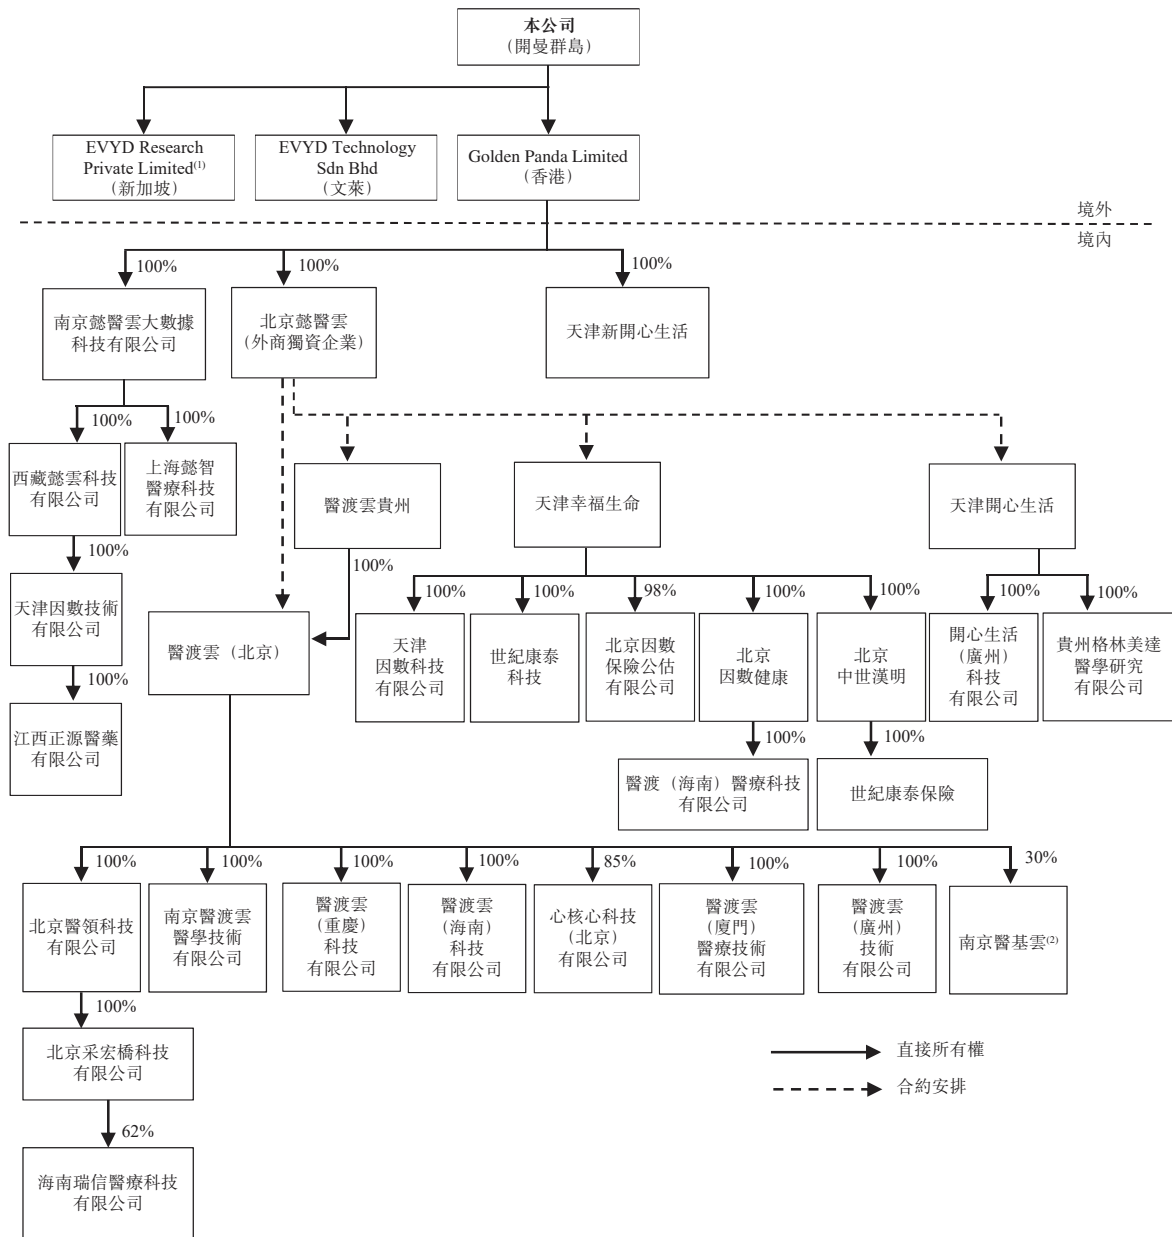 本公司
（開曼群島）
EVYD Research
Private Limited(1)
（新加坡）
EVYD Technology
Sdn Bhd
（文萊）
Golden Panda Limited
（香港）
境外
境內
100%
100%
100%
南京懿醫雲大數據
科技有限公司
北京懿醫雲
（外商獨資企業）
天津新開心生活
100%
100%
西藏懿雲科技
有限公司
上海懿智
醫療科技
有限公司
醫渡雲貴州
天津幸福生命
天津開心生活
100%
100%
天津因數技術
有限公司
醫渡雲（北京）
100%
100%
98%
100%
100%
100%
100%
天津
因數科技
有限公司
世紀康泰
科技
北京因數
保險公估
有限公司
北京
因數健康
北京
中世漢明
開心生活
（廣州）
科技
有限公司
貴州格林美達
醫學研究
有限公司
100%
江西正源醫藥
有限公司
100%
100%
醫渡（海南）醫療科技
有限公司
世紀康泰保險
100%
100%
100%
100%
85%
100%
100%
30%
北京醫領科技
有限公司
南京醫渡雲
醫學技術
有限公司
醫渡雲
（重慶）
科技
有限公司
醫渡雲
（海南）
科技
有限公司
心核心科技
（北京）
有限公司
醫渡雲
（廈門）
醫療技術
有限公司
醫渡雲
（廣州）
技術
有限公司
南京醫基雲(2)
100%
北京采宏橋科技
有限公司
62%
海南瑞信醫療科技
有限公司
直接所有權
合約安排